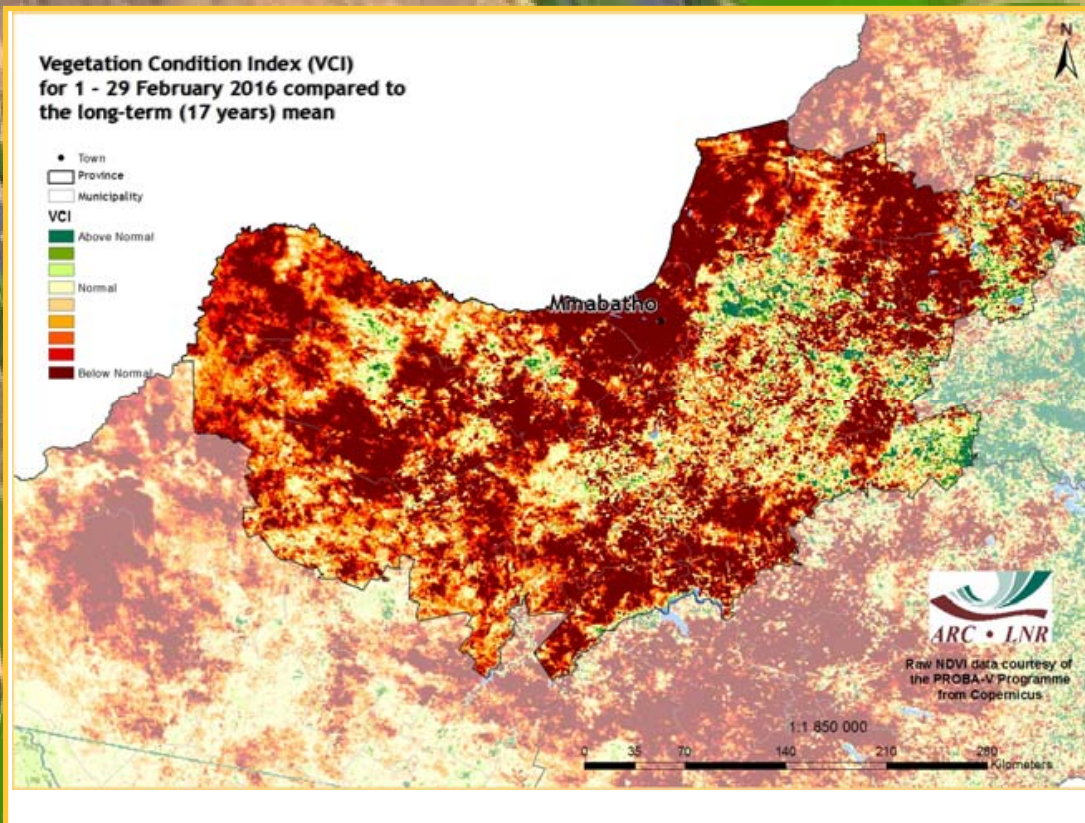 Vegetation Condition Index (VCI)
for 1 - 29 February 2016 compared to
the long-term (17 years) mean
N
Town
Province
Municipality
VCI
Above Normal
Normal
Below Normal
Mmabatho
ARC • LNR
Raw NDVI data courtesy of
the PROBA-V Programme
from Copernicus
1:1 850 000
0 35 70 140 210 280
Kilometers